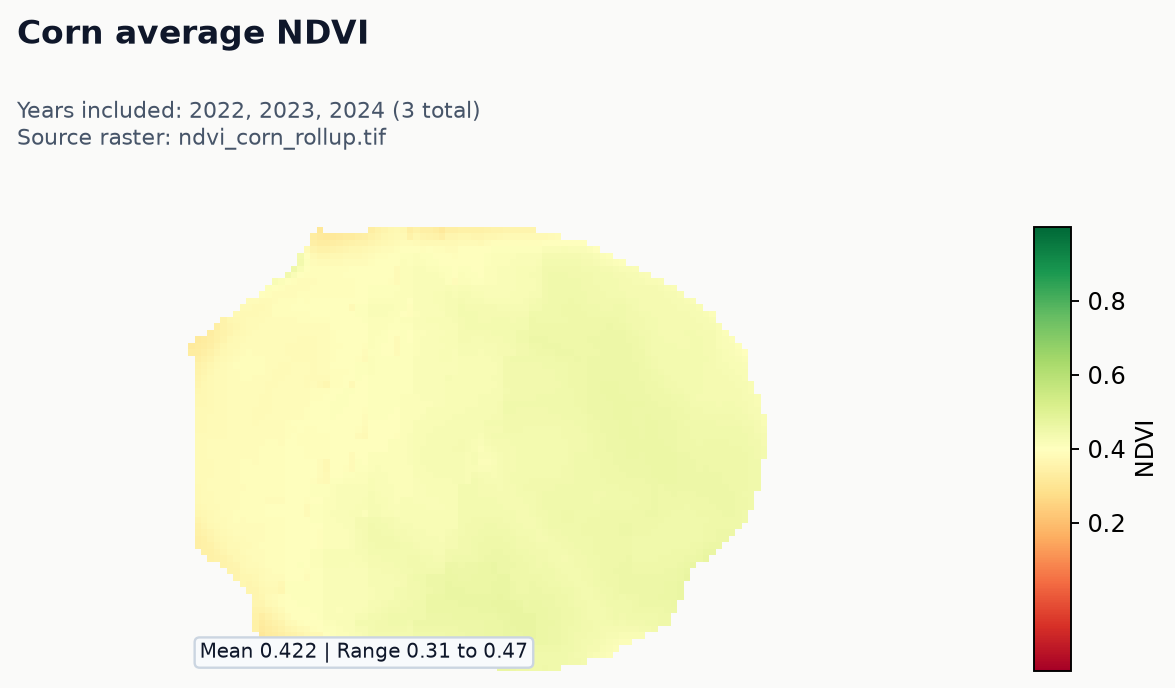 Corn average NDVI
Years included: 2022, 2023, 2024 (3 total)
Source raster: ndvi_corn_rollup.tif
0.8
0.6
0.4
0.2
NDVI
Mean 0.422 | Range 0.31 to 0.47